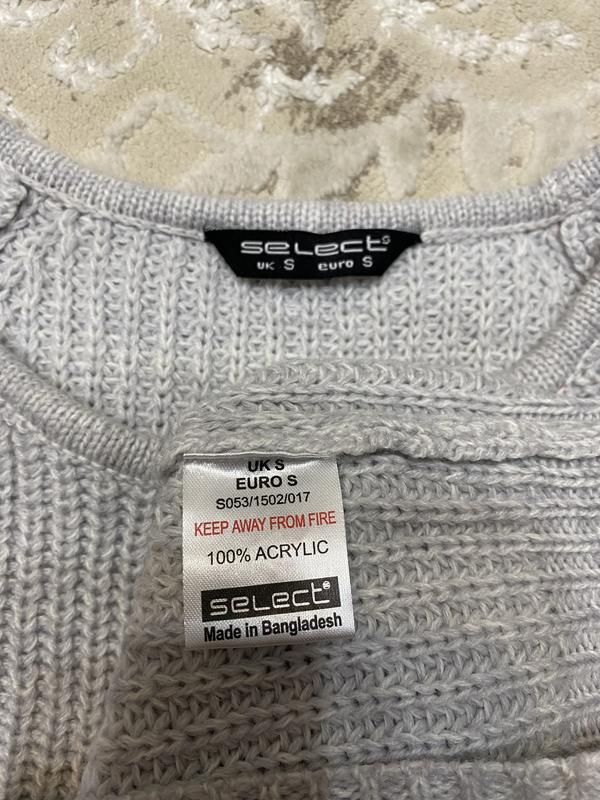 select
UK S euro S
UK S
EURO S
S053/1502/017
KEEP AWAY FROM FIRE
100% ACRYLIC
select®
Made in Bangladesh